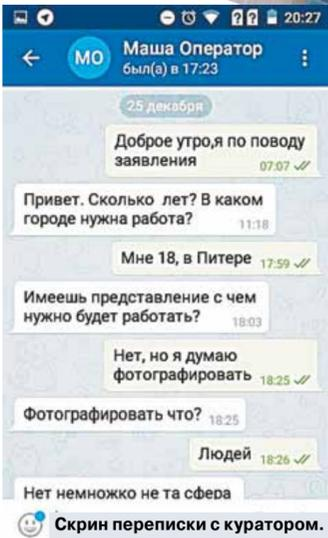 20:27
МО
Маша Оператор
был(а) в 17:23
25 декабря
Доброе утро,я по поводу
заявления
07:07
Привет. Сколько лет? В каком
городе нужна работа?
11:18
Мне 18, в Питере 17:59
Имеешь представление с чем
нужно будет работать?
18:03
Нет, но я думаю
фотографировать 18:25
Фотографировать что? 18:25
Людей 18:26
Нет немножко не та сфера
Скрин переписки с куратором.